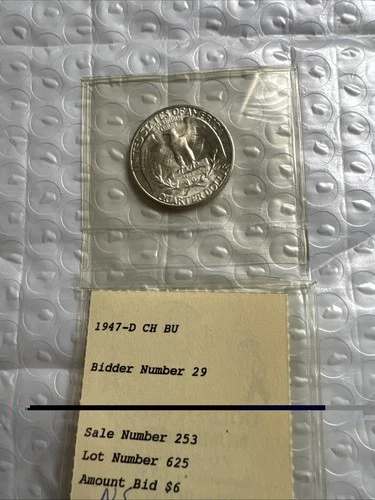 UNITED STATES OF AMERICA
QUARTER DOLLAR
1947-D CH BU
Bidder Number 29
Sale Number 253
Lot Number 625
Amount Bid $6